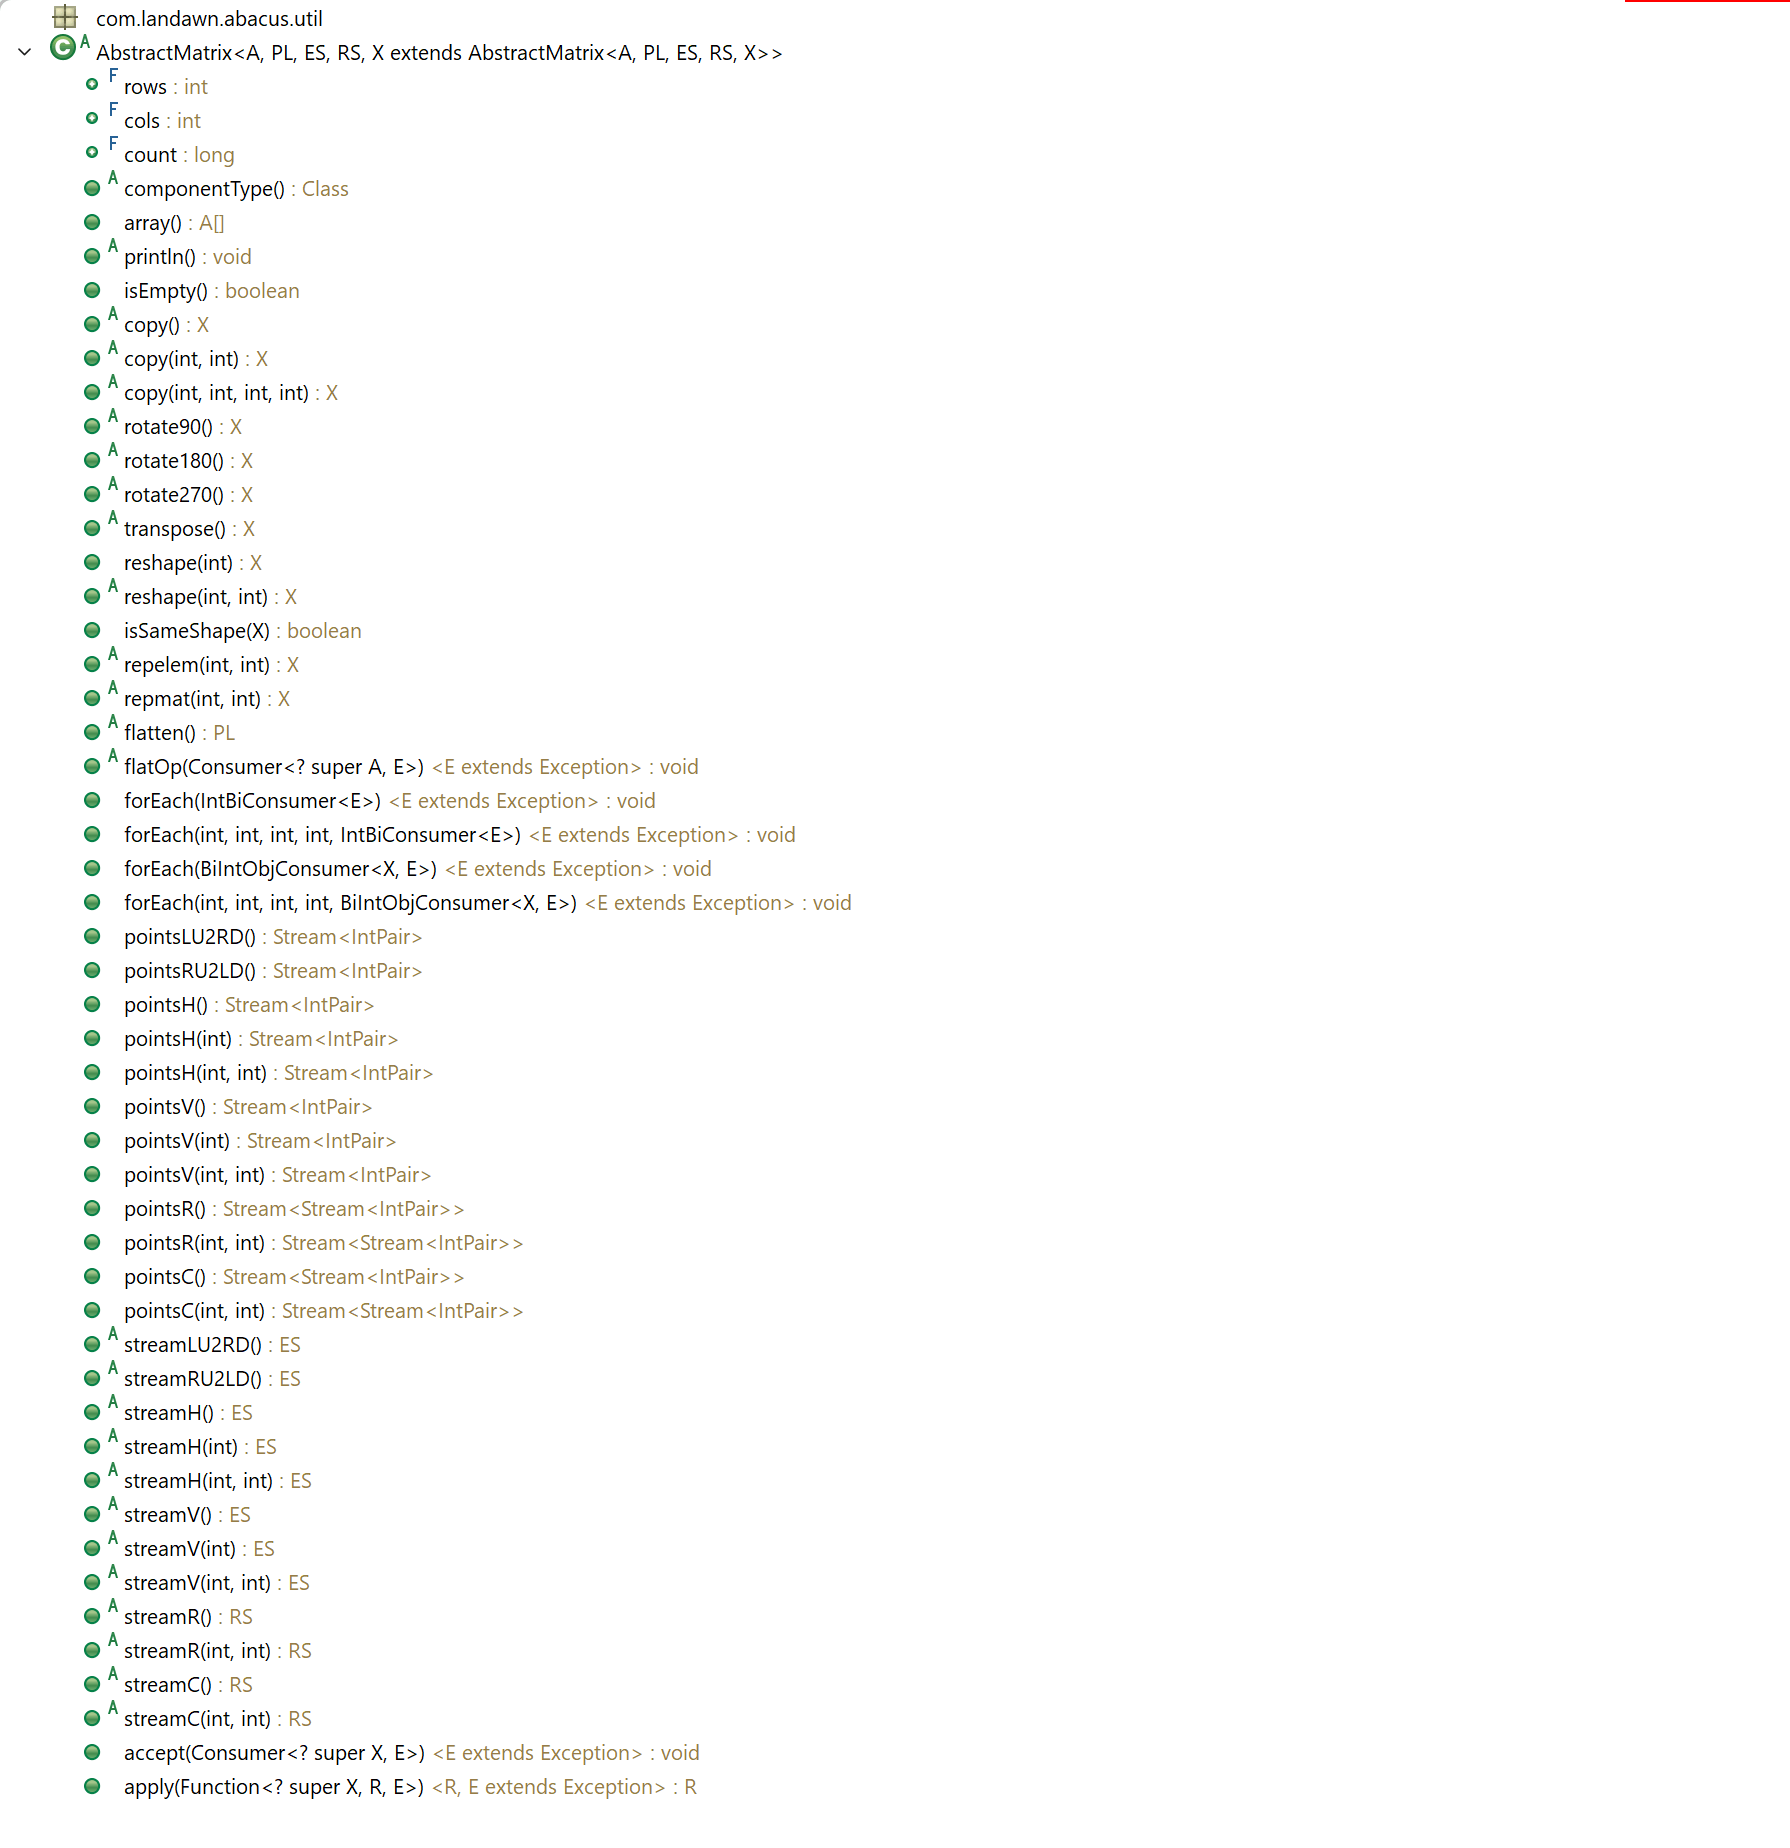 com.landawn.abacus.util
C A AbstractMatrix<A, PL, ES, RS, X extends AbstractMatrix<A, PL, ES, RS, X>>
F rows : int
F cols : int
F count : long
A componentType() : Class
array() : A[]
A println() : void
isEmpty() : boolean
A copy() : X
A copy(int, int) : X
A copy(int, int, int, int) : X
A rotate90() : X
A rotate180() : X
A rotate270() : X
A transpose() : X
reshape(int) : X
A reshape(int, int) : X
isSameShape(X) : boolean
A repelem(int, int) : X
A repmat(int, int) : X
A flatten() : PL
A flatOp(Consumer<? super A, E>) <E extends Exception> : void
forEach(IntBiConsumer<E>) <E extends Exception> : void
forEach(int, int, int, int, IntBiConsumer<E>) <E extends Exception> : void
forEach(BiIntObjConsumer<X, E>) <E extends Exception> : void
forEach(int, int, int, int, BiIntObjConsumer<X, E>) <E extends Exception> : void
pointsLU2RD() : Stream<IntPair>
pointsRU2LD() : Stream<IntPair>
pointsH() : Stream<IntPair>
pointsH(int) : Stream<IntPair>
pointsH(int, int) : Stream<IntPair>
pointsV() : Stream<IntPair>
pointsV(int) : Stream<IntPair>
pointsV(int, int) : Stream<IntPair>
pointsR() : Stream<Stream<IntPair>>
pointsR(int, int) : Stream<Stream<IntPair>>
pointsC() : Stream<Stream<IntPair>>
pointsC(int, int) : Stream<Stream<IntPair>>
A streamLU2RD() : ES
A streamRU2LD() : ES
A streamH() : ES
A streamH(int) : ES
A streamH(int, int) : ES
A streamV() : ES
A streamV(int) : ES
A streamV(int, int) : ES
A streamR() : RS
A streamR(int, int) : RS
A streamC() : RS
A streamC(int, int) : RS
accept(Consumer<? super X, E>) <E extends Exception> : void
apply(Function<? super X, R, E>) <R, E extends Exception> : R